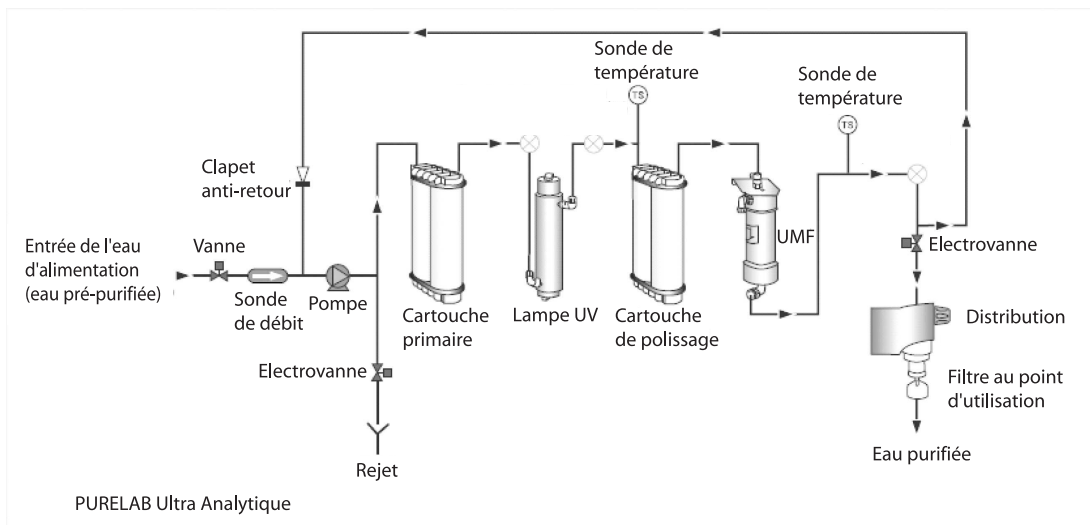 Sonde de
température
Sonde de
température
TS
TS
Clapet
anti-retour
Entrée de l'eau
d'alimentation
(eau pré-purifiée)
Vanne
Sonde
de débit
Pompe
Cartouche
primaire
Lampe UV
Cartouche
de polissage
UMF
Electrovanne
Distribution
Electrovanne
Filtre au point
d'utilisation
Eau purifiée
Rejet
PURELAB Ultra Analytique